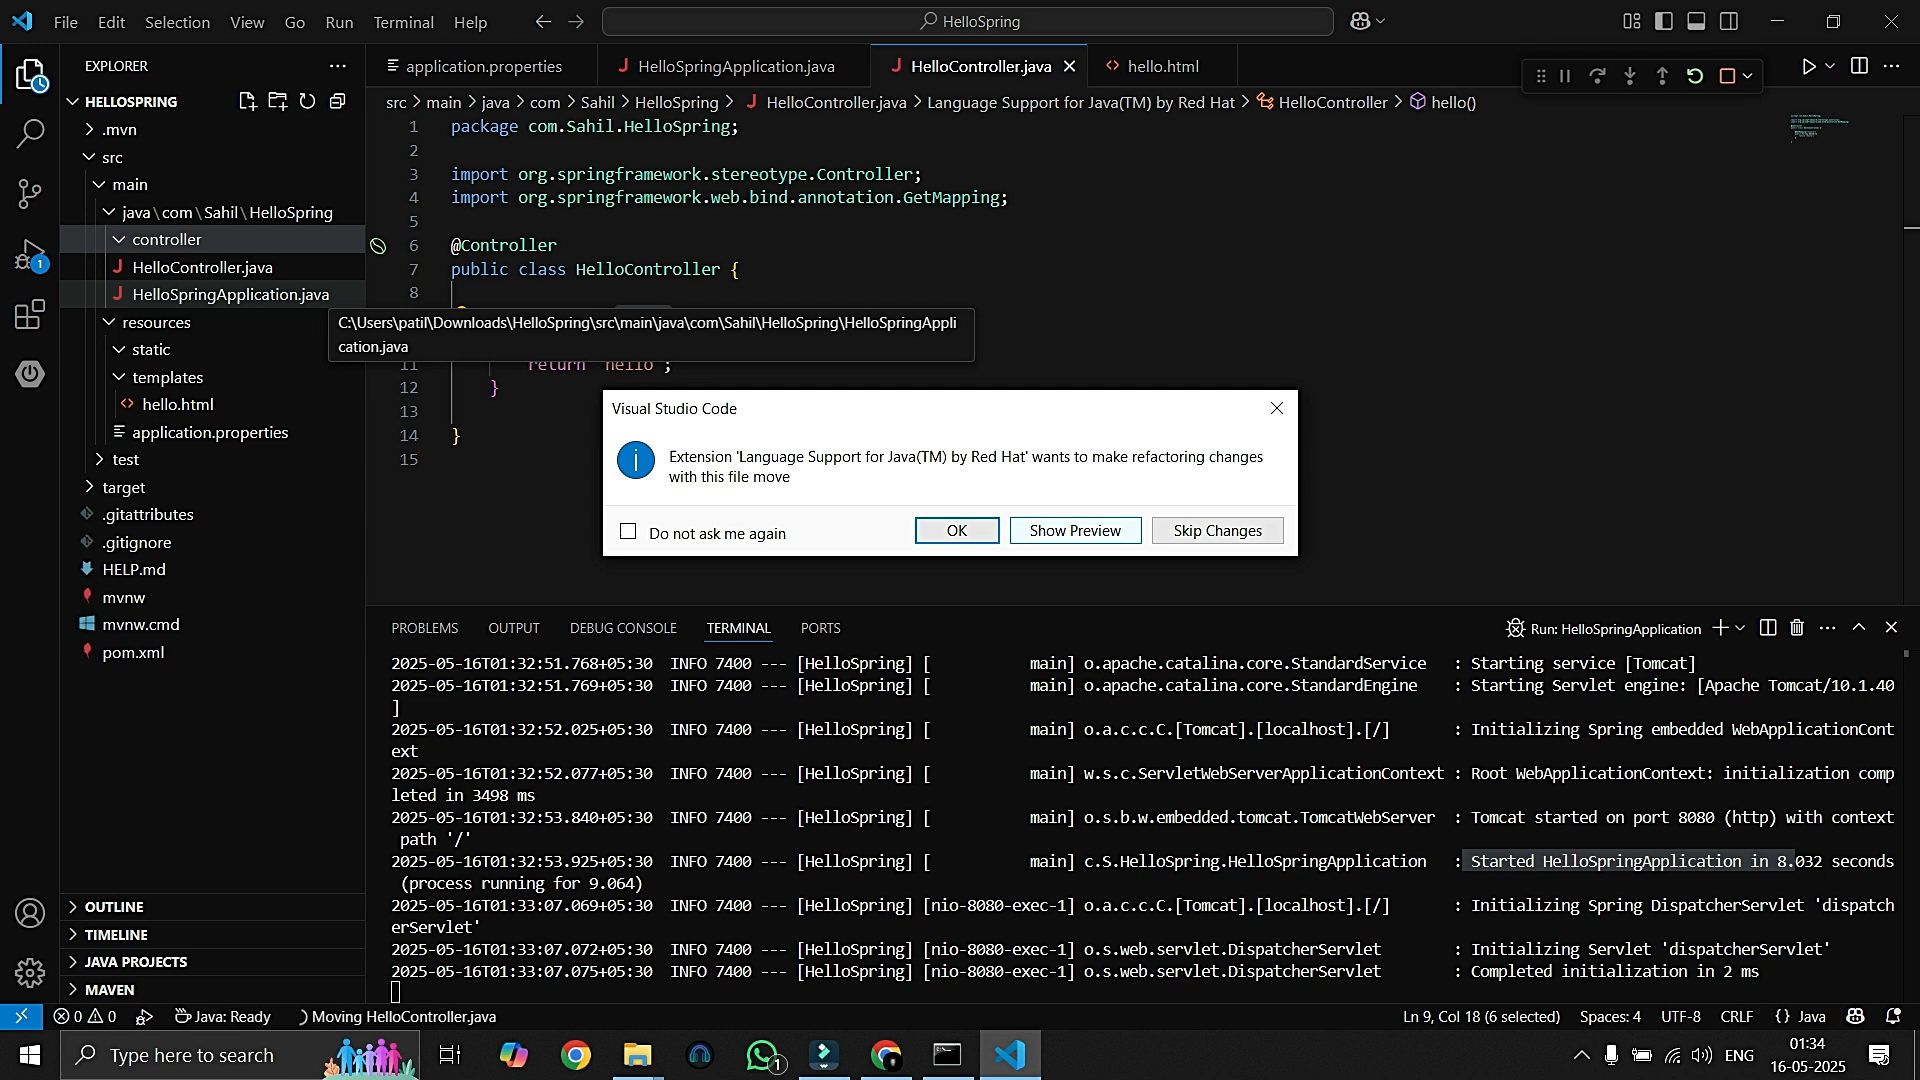 File Edit Selection View Go Run Terminal Help
HelloSpring
EXPLORER
HELLOSPRING
.mvn
src
main
java\com\Sahil\HelloSpring
controller
HelloController.java
HelloSpringApplication.java
resources
static
templates
hello.html
application.properties
test
target
.gitattributes
.gitignore
HELP.md
mvnw
mvnw.cmd
pom.xml
OUTLINE
TIMELINE
JAVA PROJECTS
MAVEN
application.properties
HelloSpringApplication.java
HelloController.java
hello.html
src > main > java > com > Sahil > HelloSpring > HelloController.java > Language Support for Java(TM) by Red Hat > HelloController > hello()
1 package com.Sahil.HelloSpring;
2
3 import org.springframework.stereotype.Controller;
4 import org.springframework.web.bind.annotation.GetMapping;
5
6 @Controller
7 public class HelloController {
8
C:\Users\patil\Downloads\HelloSpring\src\main\java\com\Sahil\HelloSpring\HelloSpringAppli
cation.java
11 return "hello";
12 }
13
14 }
15
Visual Studio Code
Extension 'Language Support for Java(TM) by Red Hat' wants to make refactoring changes
with this file move
Do not ask me again
OK
Show Preview
Skip Changes
PROBLEMS OUTPUT DEBUG CONSOLE TERMINAL PORTS
Run: HelloSpringApplication
2025-05-16T01:32:51.768+05:30 INFO 7400 --- [HelloSpring] [ main] o.apache.catalina.core.StandardService : Starting service [Tomcat]
2025-05-16T01:32:51.769+05:30 INFO 7400 --- [HelloSpring] [ main] o.apache.catalina.core.StandardEngine : Starting Servlet engine: [Apache Tomcat/10.1.40
]
2025-05-16T01:32:52.025+05:30 INFO 7400 --- [HelloSpring] [ main] o.a.c.c.C.[Tomcat].[localhost].[/] : Initializing Spring embedded WebApplicationCont
ext
2025-05-16T01:32:52.077+05:30 INFO 7400 --- [HelloSpring] [ main] w.s.c.ServletWebServerApplicationContext : Root WebApplicationContext: initialization comp
leted in 3498 ms
2025-05-16T01:32:53.840+05:30 INFO 7400 --- [HelloSpring] [ main] o.s.b.w.embedded.tomcat.TomcatWebServer : Tomcat started on port 8080 (http) with context
path '/'
2025-05-16T01:32:53.925+05:30 INFO 7400 --- [HelloSpring] [ main] c.S.HelloSpring.HelloSpringApplication : Started HelloSpringApplication in 8.032 seconds
(process running for 9.064)
2025-05-16T01:33:07.069+05:30 INFO 7400 --- [HelloSpring] [nio-8080-exec-1] o.a.c.c.C.[Tomcat].[localhost].[/] : Initializing Spring DispatcherServlet 'dispatch
erServlet'
2025-05-16T01:33:07.072+05:30 INFO 7400 --- [HelloSpring] [nio-8080-exec-1] o.s.web.servlet.DispatcherServlet : Initializing Servlet 'dispatcherServlet'
2025-05-16T01:33:07.075+05:30 INFO 7400 --- [HelloSpring] [nio-8080-exec-1] o.s.web.servlet.DispatcherServlet : Completed initialization in 2 ms
0 0 Java: Ready Moving HelloController.java
Ln 9, Col 18 (6 selected) Spaces: 4 UTF-8 CRLF {} Java
Type here to search
1
1
ENG
01:34
16-05-2025